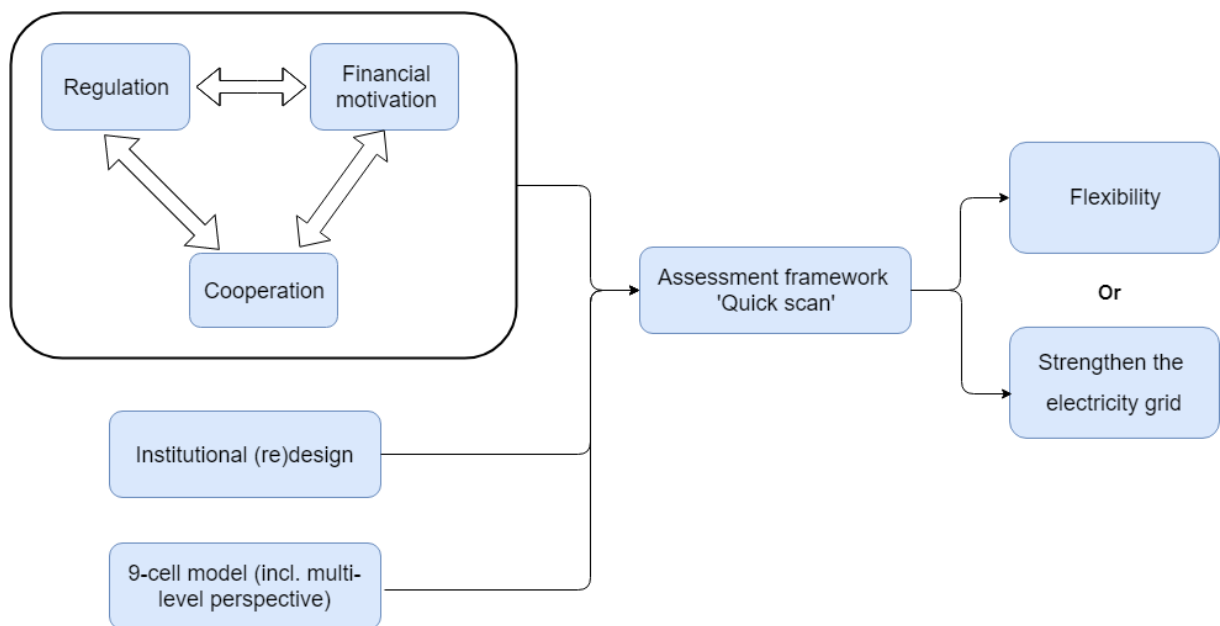 Regulation
Financial
motivation
Cooperation
Institutional (re)design
9-cell model (incl. multi-
level perspective)
Assessment framework
'Quick scan'
Flexibility
Or
Strengthen the
electricity grid